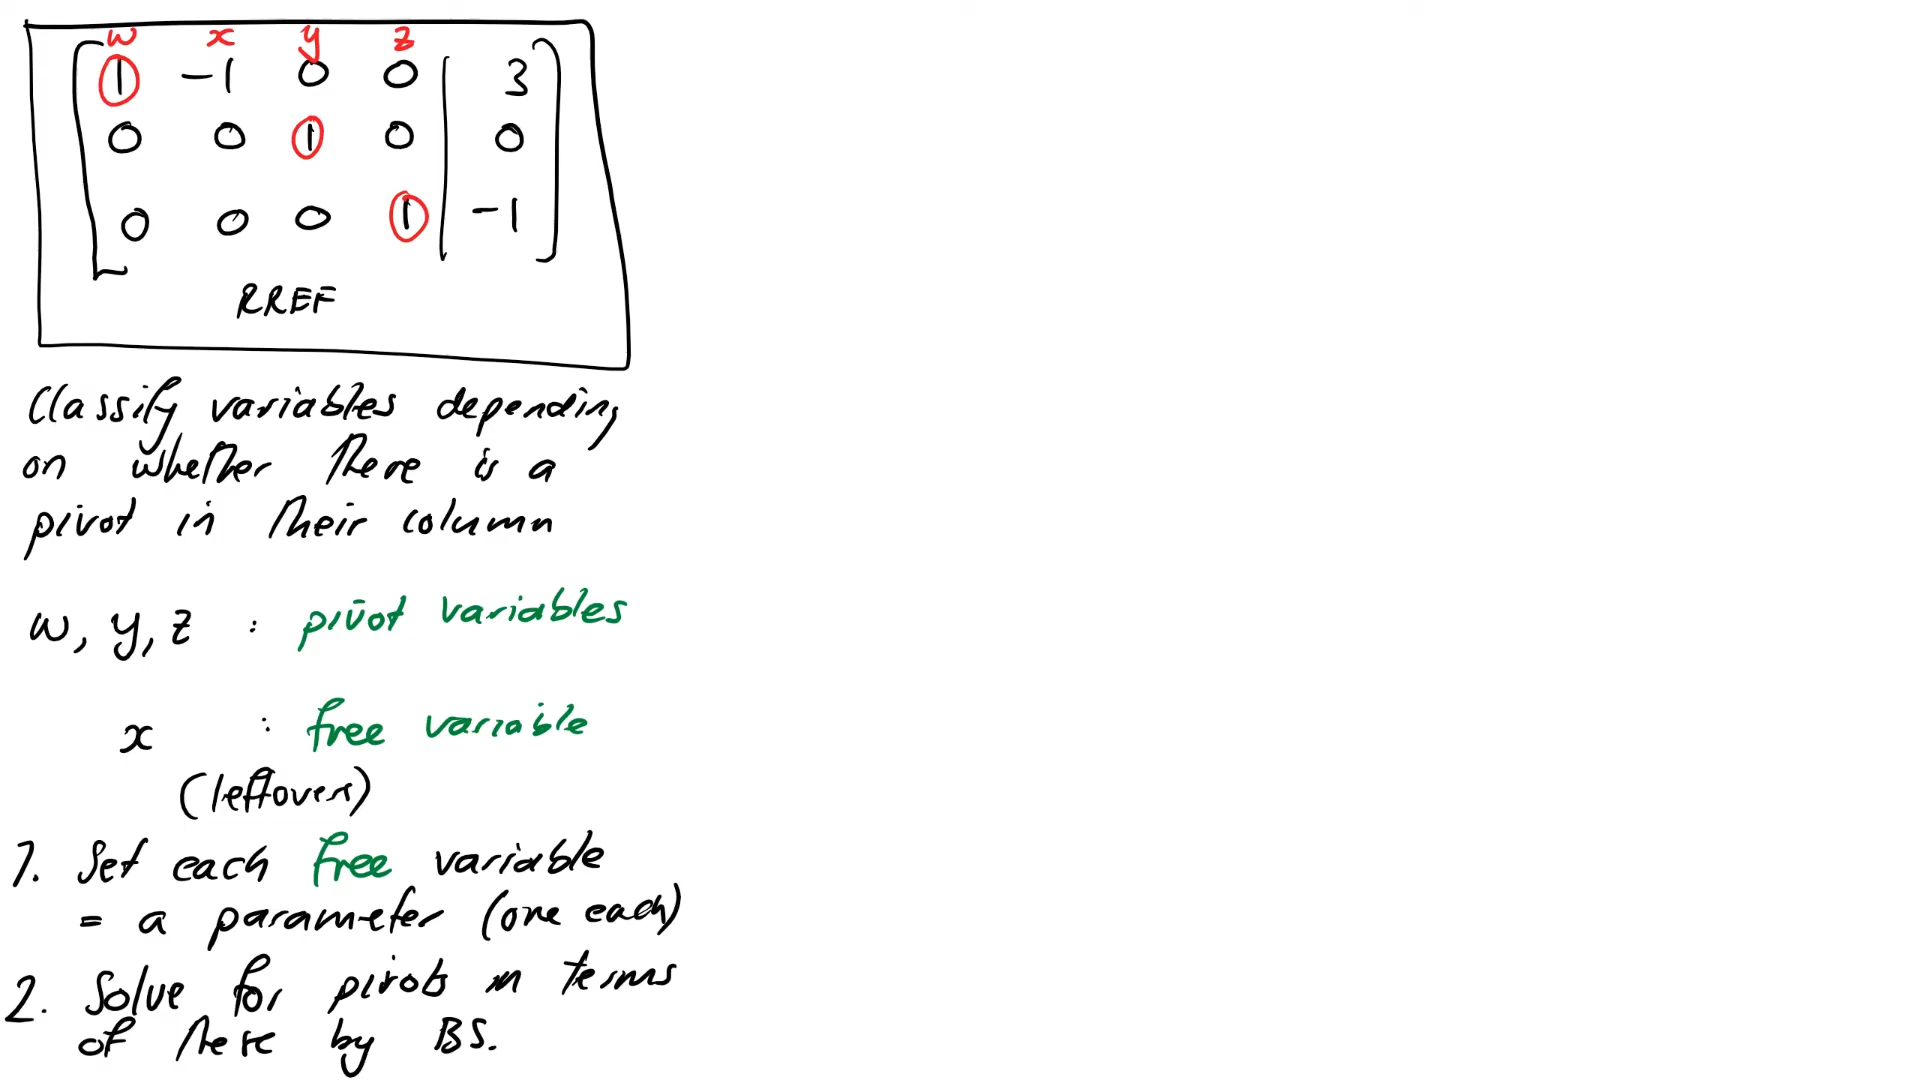 w x y z
1 -1 0 0 | 3
0 0 1 0 | 0
0 0 0 1 | -1
RREF
Classify variables depending
on whether there is a
pivot in their column
w, y, z : pivot variables
x : free variable
(leftovers)
1. Set each free variable
= a parameter (one each)
2. Solve for pivots in terms
of these by BS.